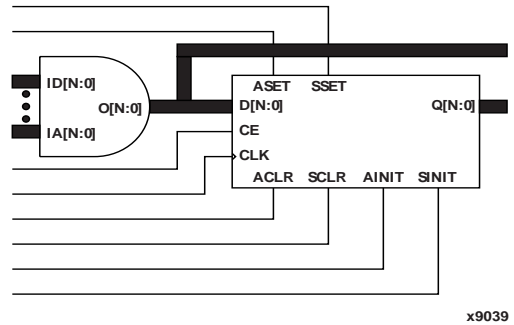 ASET SSET
ID[N:0]
O[N:0]
D[N:0] Q[N:0]
IA[N:0]
CE
CLK
ACLR SCLR AINIT SINIT
x9039